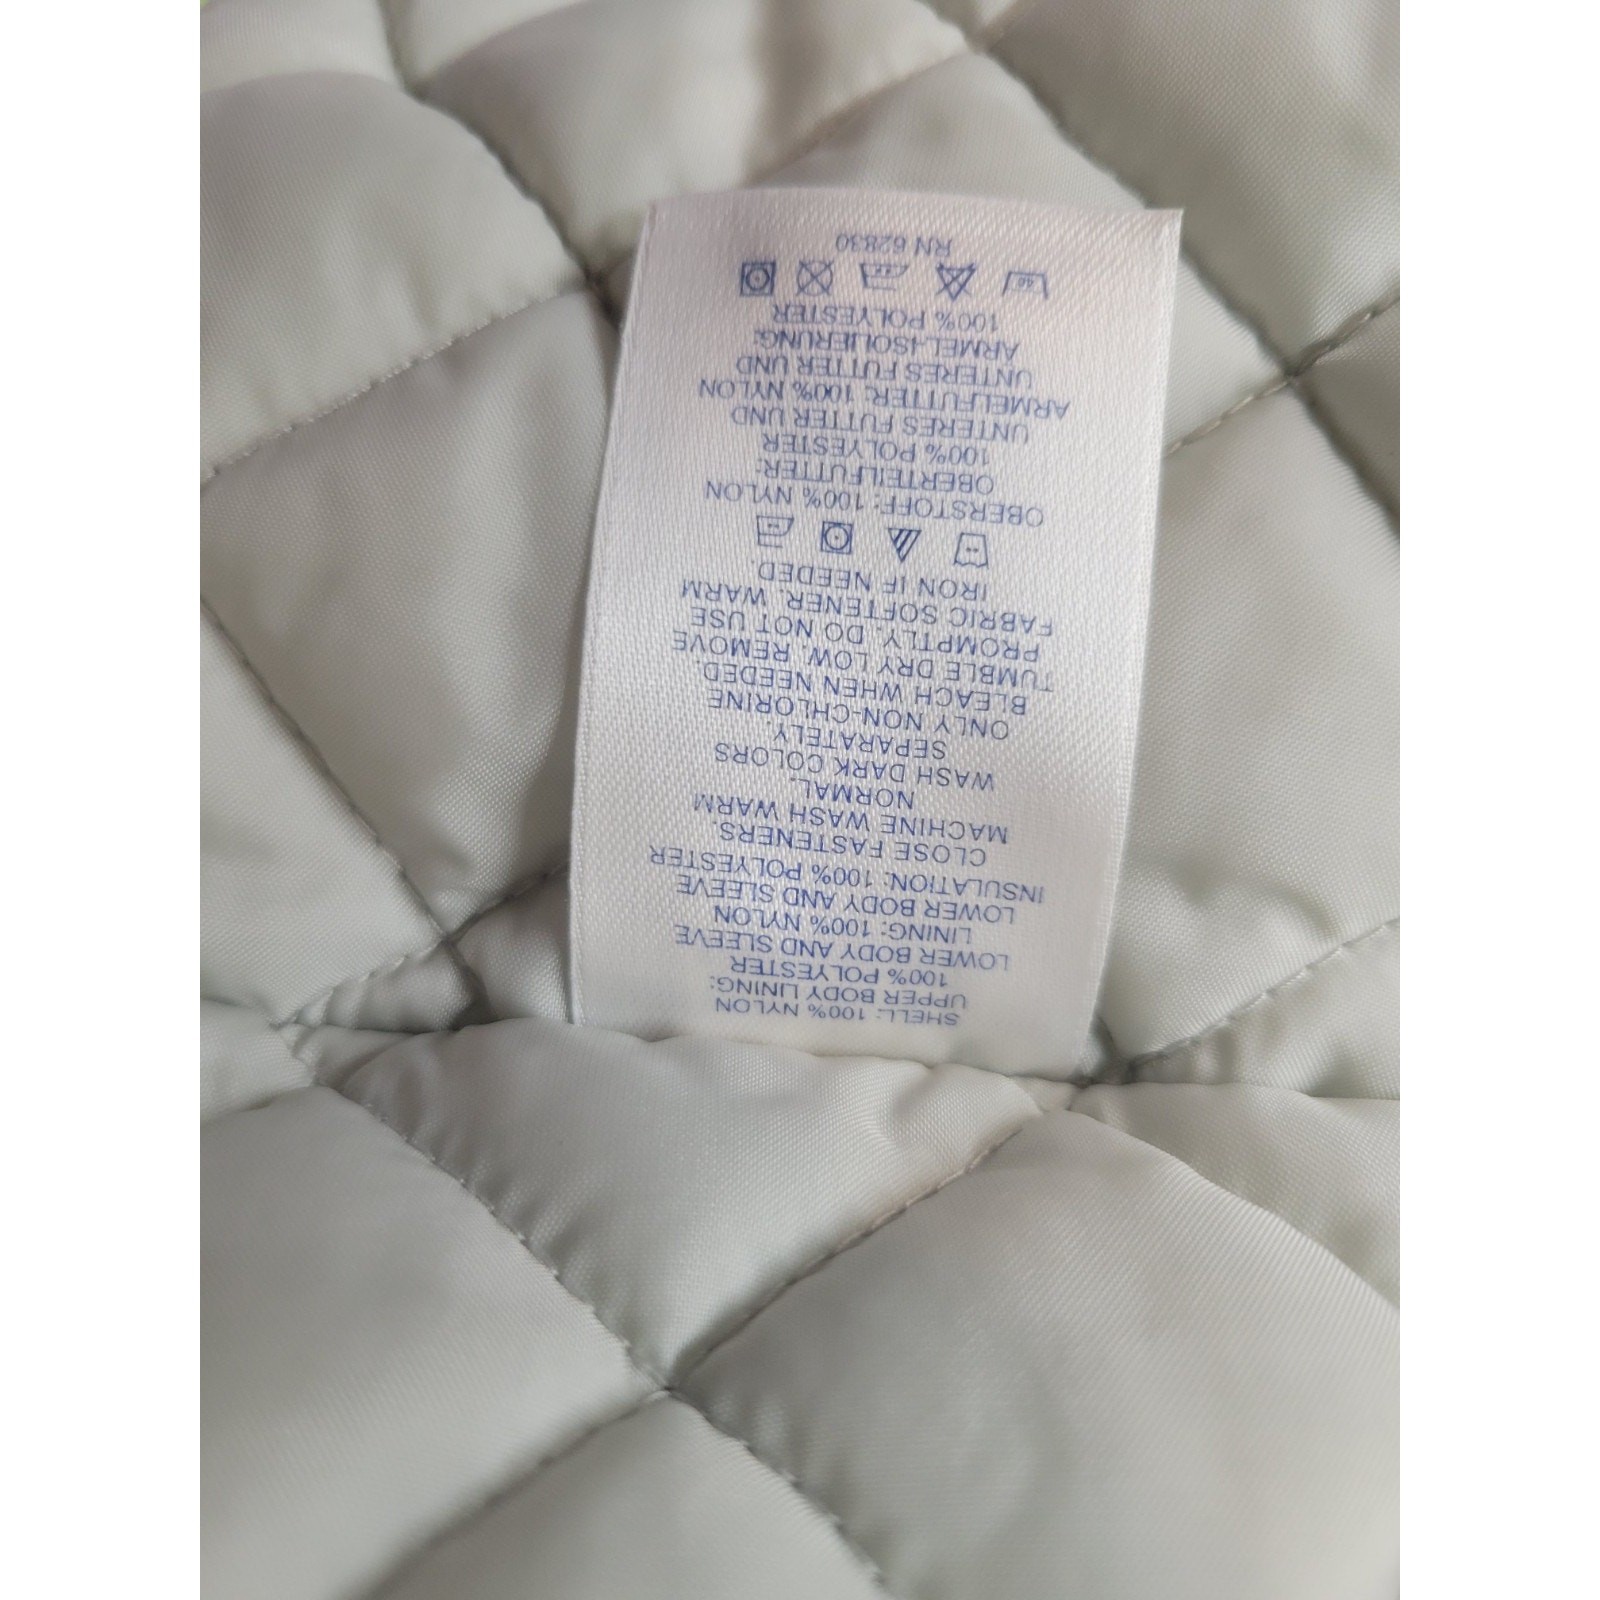 SHELL: 100% NYLON
UPPER BODY LINING:
100% POLYESTER
LOWER BODY AND SLEEVE
LINING: 100% NYLON
LOWER BODY AND SLEEVE
INSULATION: 100% POLYESTER
CLOSE FASTENERS.
MACHINE WASH WARM
NORMAL.
WASH DARK COLORS
SEPARATELY.
ONLY NON-CHLORINE
BLEACH WHEN NEEDED.
TUMBLE DRY LOW. REMOVE
PROMPTLY. DO NOT USE
FABRIC SOFTENER. WARM
IRON IF NEEDED.
OBERSTOFF: 100% NYLON
OBERTEILFUTTER:
100% POLYESTER
UNTERES FUTTER UND
ARMELFUTTER: 100% NYLON
UNTERES FUTTER UND
ARMEL-ISOLIERUNG:
100% POLYESTER
40
RN 62830